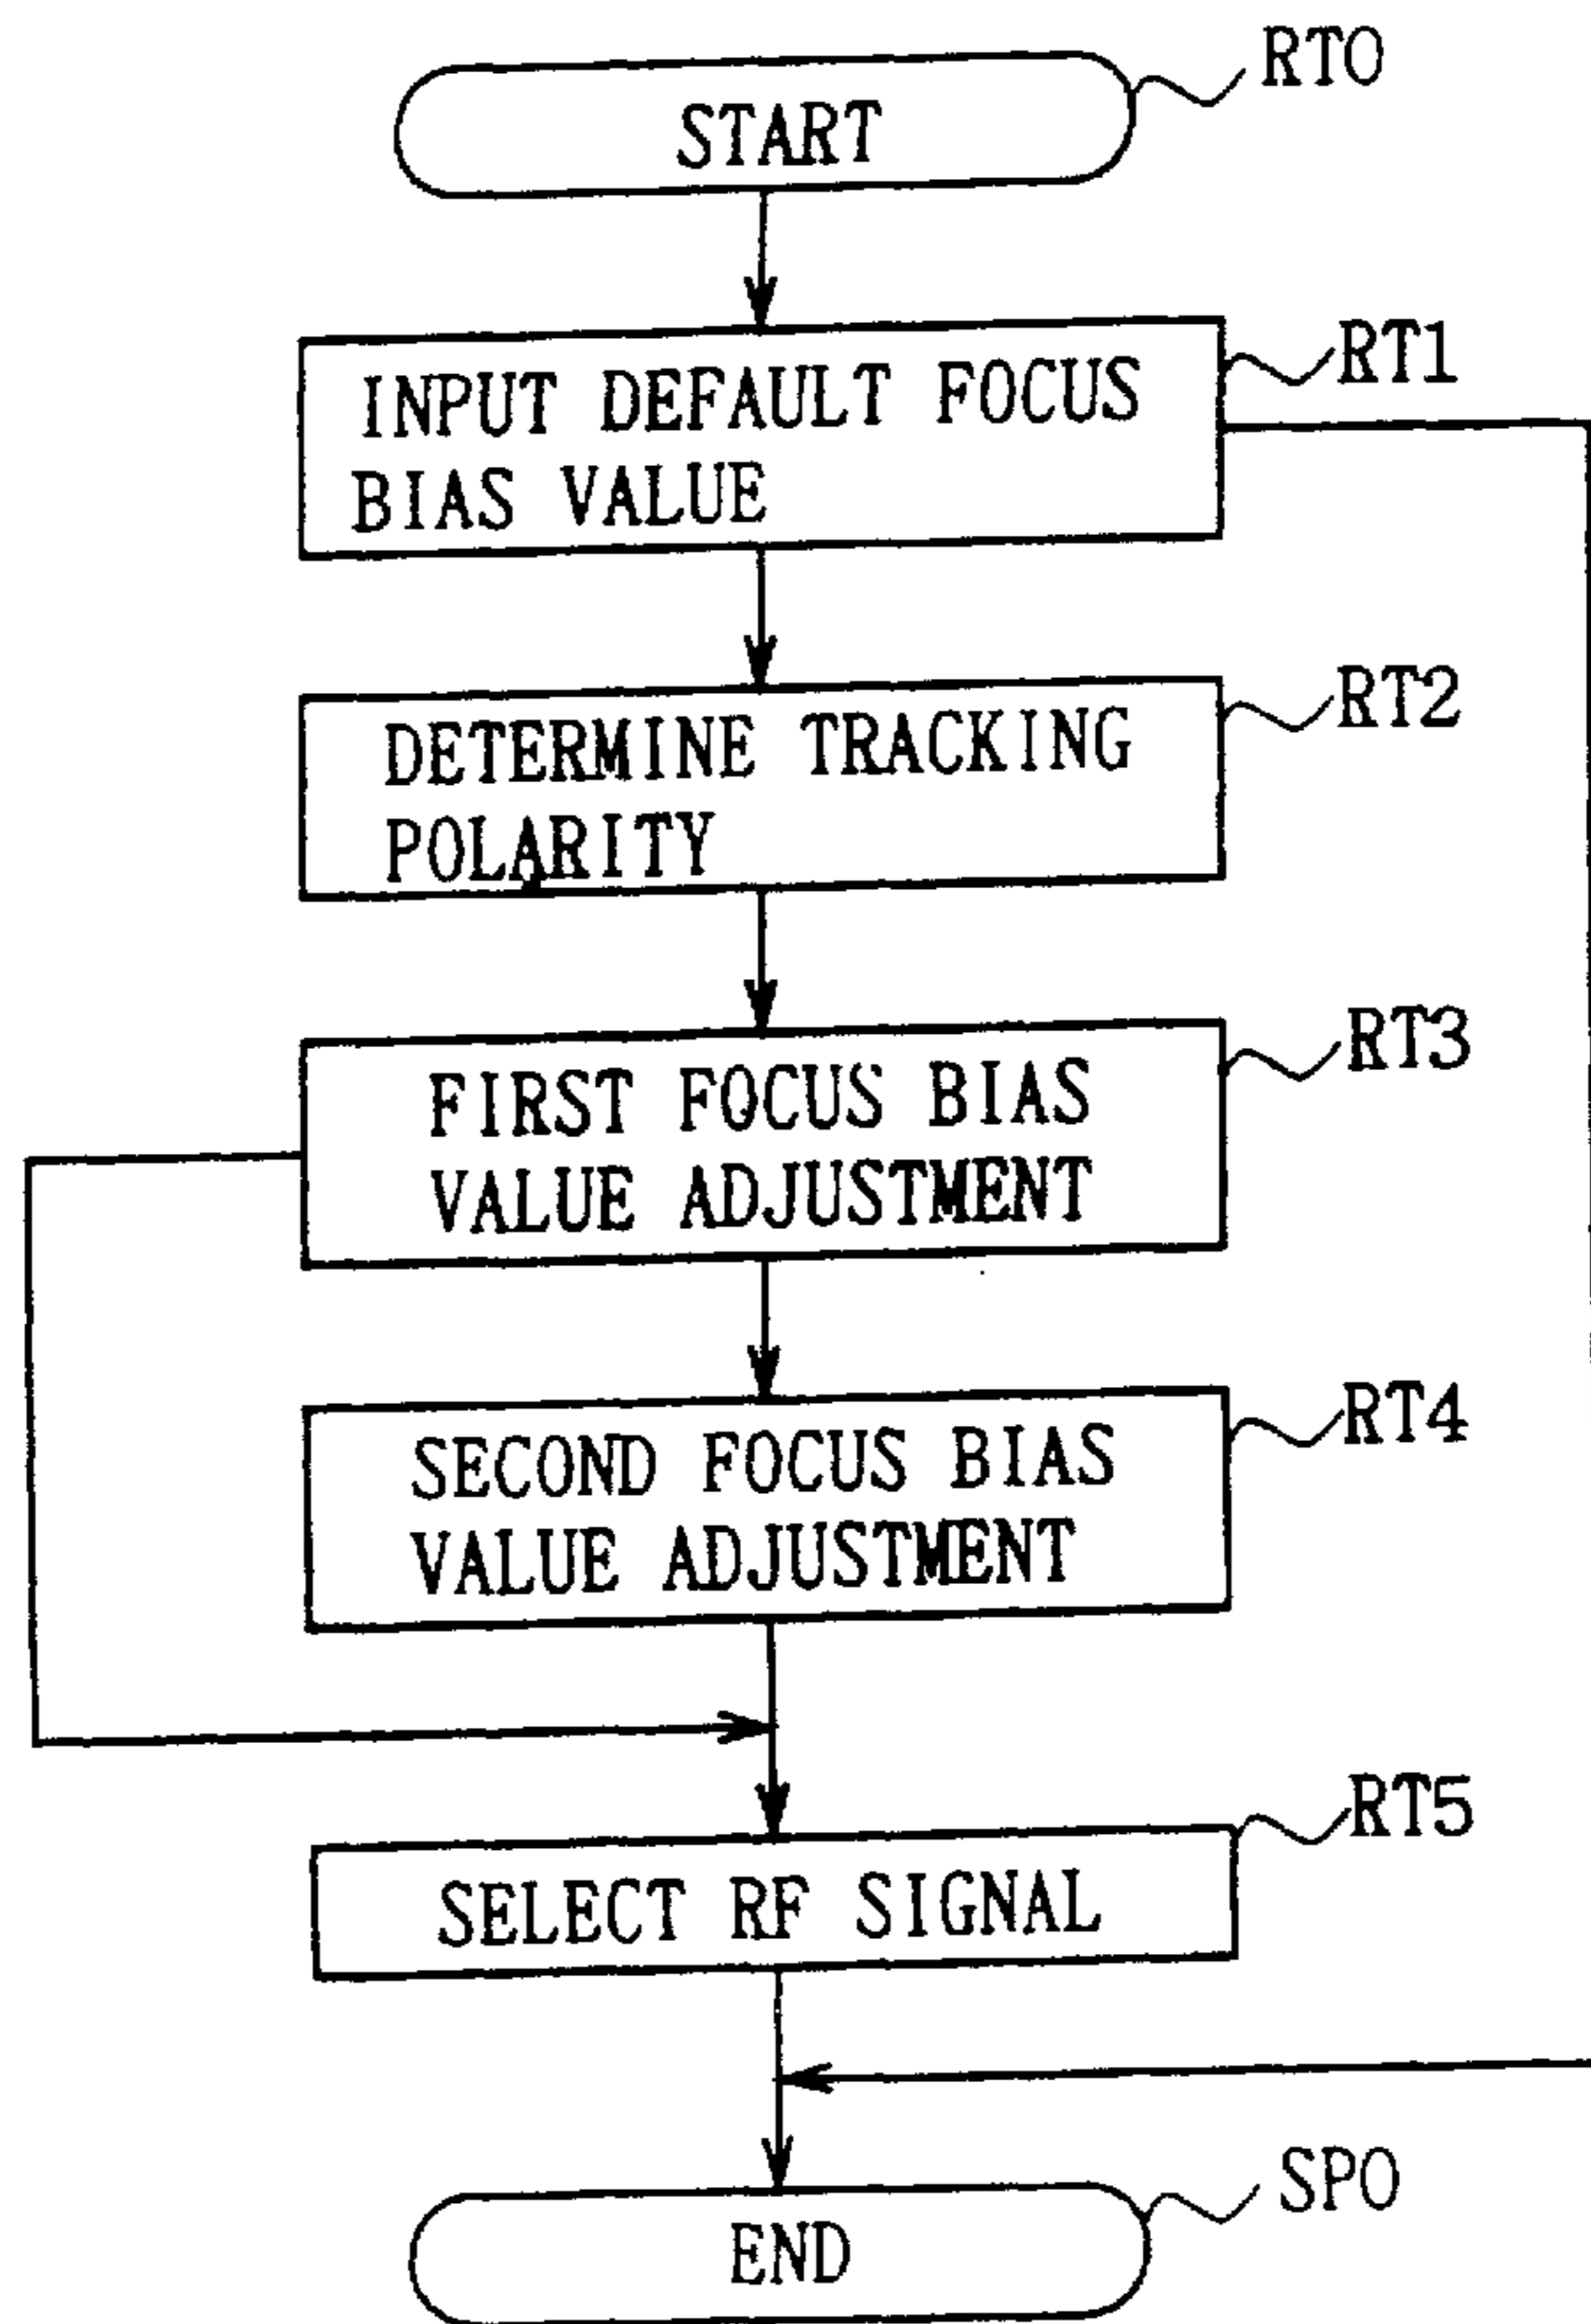 RT0
START
RT1
INPUT DEFAULT FOCUS
BIAS VALUE
RT2
DETERMINE TRACKING
POLARITY
RT3
FIRST FOCUS BIAS
VALUE ADJUSTMENT
RT4
SECOND FOCUS BIAS
VALUE ADJUSTMENT
RT5
SELECT RF SIGNAL
SP0
END